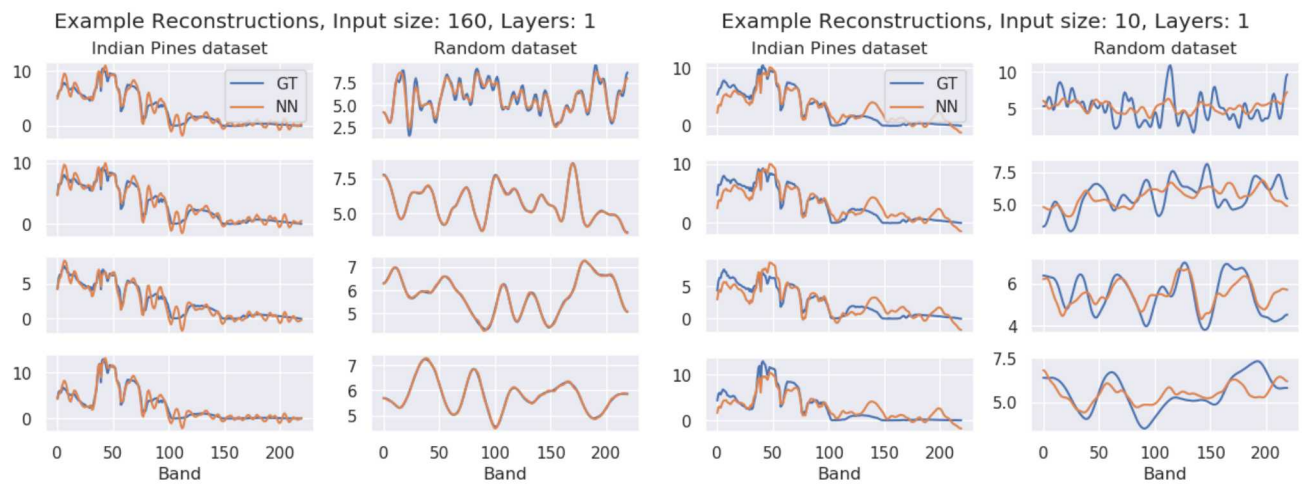 Example Reconstructions, Input size: 160, Layers: 1
Indian Pines dataset
Random dataset
GT
NN
10
0
7.5
5.0
2.5
10
0
7.5
5.0
5
0
7
6
5
10
0
7
6
5
0 50 100 150 200
0 50 100 150 200
Band
Band
Example Reconstructions, Input size: 10, Layers: 1
Indian Pines dataset
Random dataset
GT
NN
10
5
0
10
5
10
5
0
7.5
5.0
5
0
6
4
10
0
7.5
5.0
0 50 100 150 200
0 50 100 150 200
Band
Band